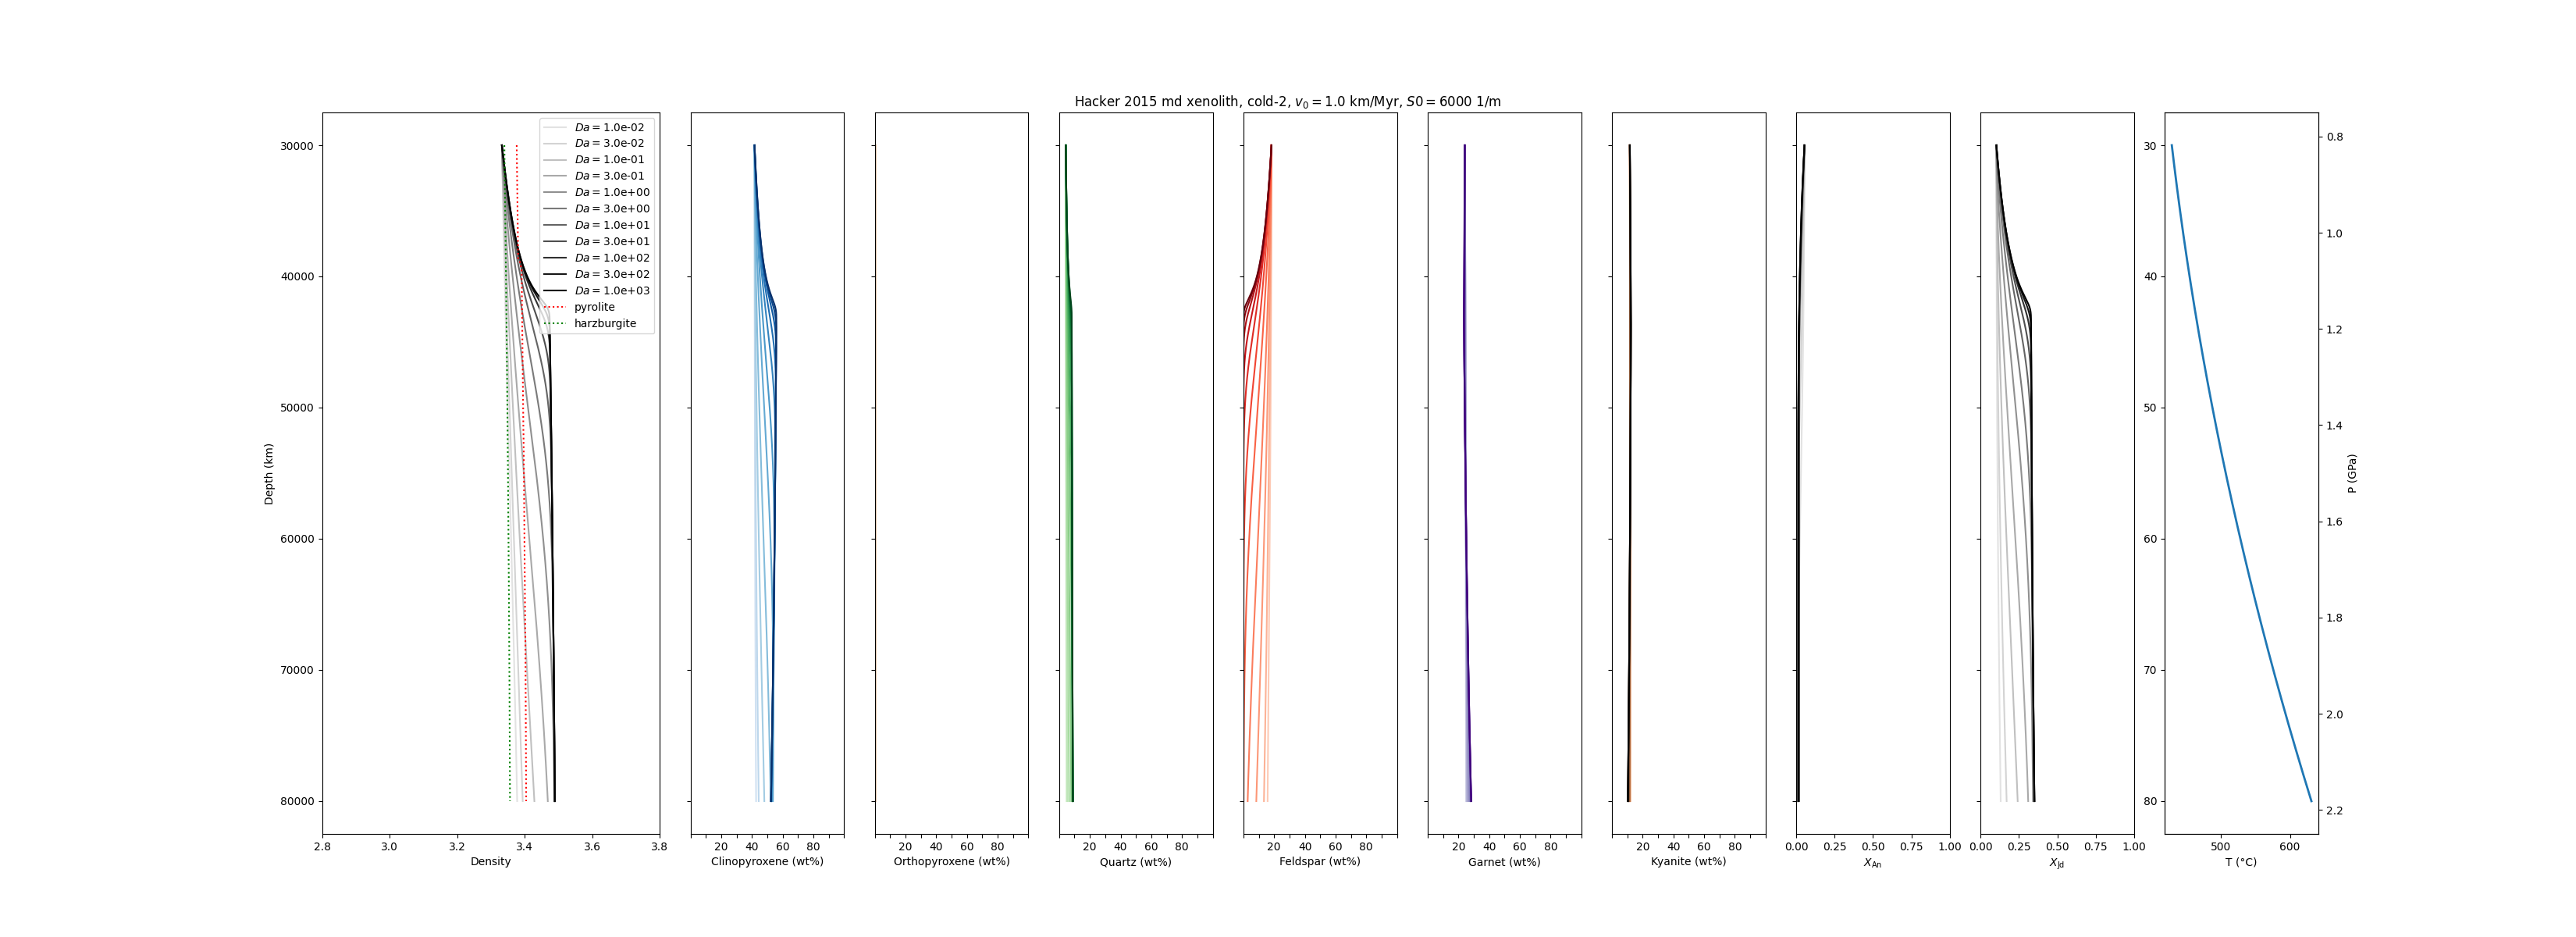 Hacker 2015 md xenolith, cold-2, v₀ = 1.0 km/Myr, S0 = 6000 1/m
Da = 1.0e-02
Da = 3.0e-02
Da = 1.0e-01
Da = 3.0e-01
Da = 1.0e+00
Da = 3.0e+00
Da = 1.0e+01
Da = 3.0e+01
Da = 1.0e+02
Da = 3.0e+02
Da = 1.0e+03
pyrolite
harzburgite
Depth (km)
30000
40000
50000
60000
70000
80000
2.8 3.0 3.2 3.4 3.6 3.8
Density
20 40 60 80
Clinopyroxene (wt%)
20 40 60 80
Orthopyroxene (wt%)
20 40 60 80
Quartz (wt%)
20 40 60 80
Feldspar (wt%)
20 40 60 80
Garnet (wt%)
20 40 60 80
Kyanite (wt%)
0.00 0.25 0.50 0.75 1.00
X_An
0.00 0.25 0.50 0.75 1.00
X_Jd
30
40
50
60
70
80
500 600
T (°C)
0.8
1.0
1.2
1.4
1.6
1.8
2.0
2.2
P (GPa)